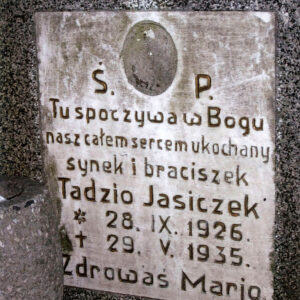 Ś. P.
Tu spoczywa w Bogu
nasz całem sercem ukochany
synek i braciszek
Tadzio Jasiczek
* 28. IX. 1926.
† 29. V. 1935.
Zdrowaś Marjo